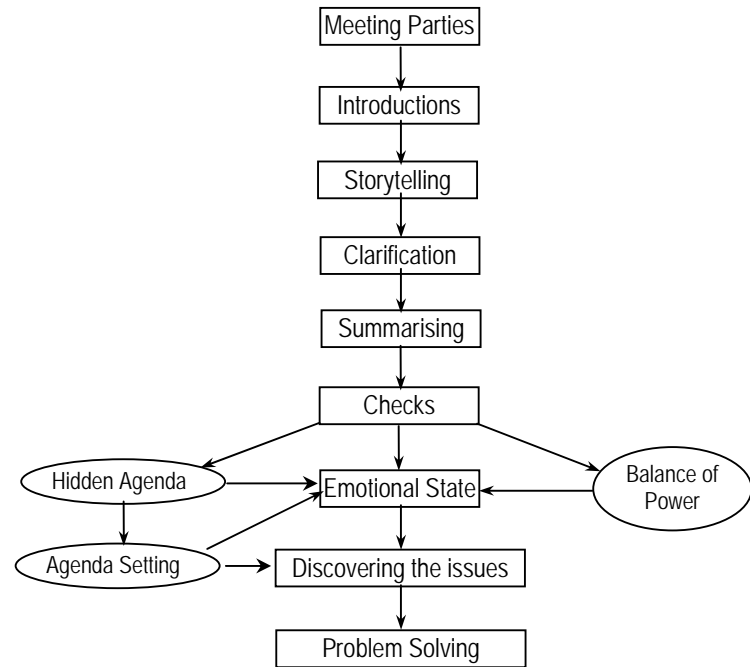 Meeting Parties
Introductions
Storytelling
Clarification
Summarising
Checks
Hidden Agenda
Emotional State
Balance of
Power
Agenda Setting
Discovering the issues
Problem Solving